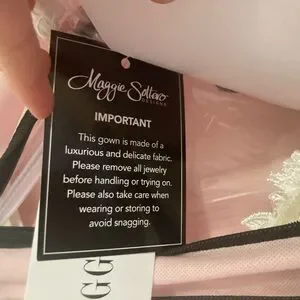 Maggie Sottero
DESIGNS
IMPORTANT
This gown is made of a
luxurious and delicate fabric.
Please remove all jewelry
before handling or trying on.
Please also take care when
wearing or storing to
avoid snagging.
GG